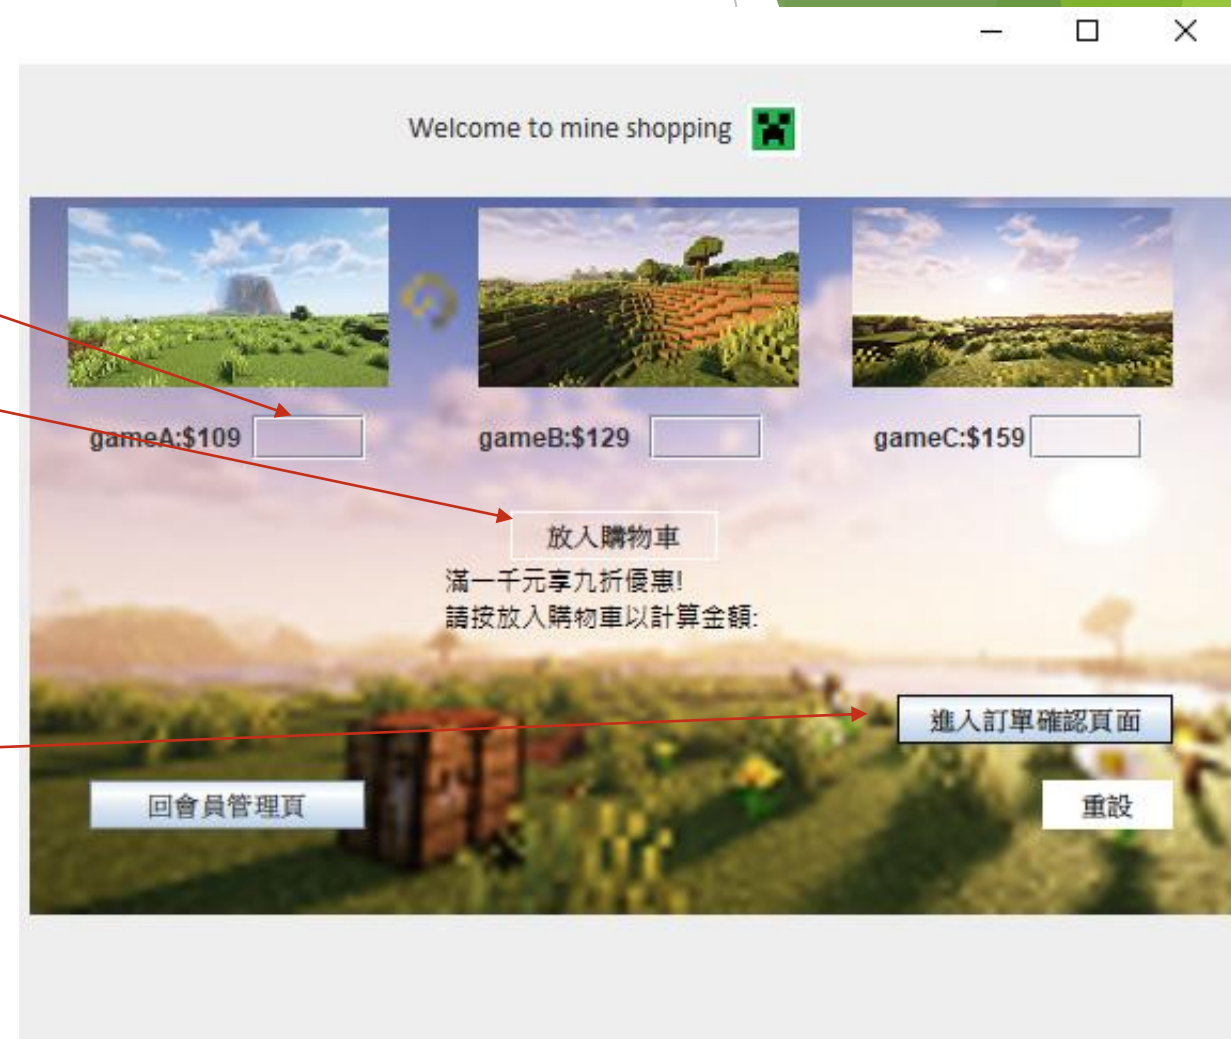 Welcome to mine shopping
gameA:$109
gameB:$129
gameC:$159
放入購物車
滿一千元享九折優惠!
請按放入購物車以計算金額:
進入訂單確認頁面
回會員管理頁
重設